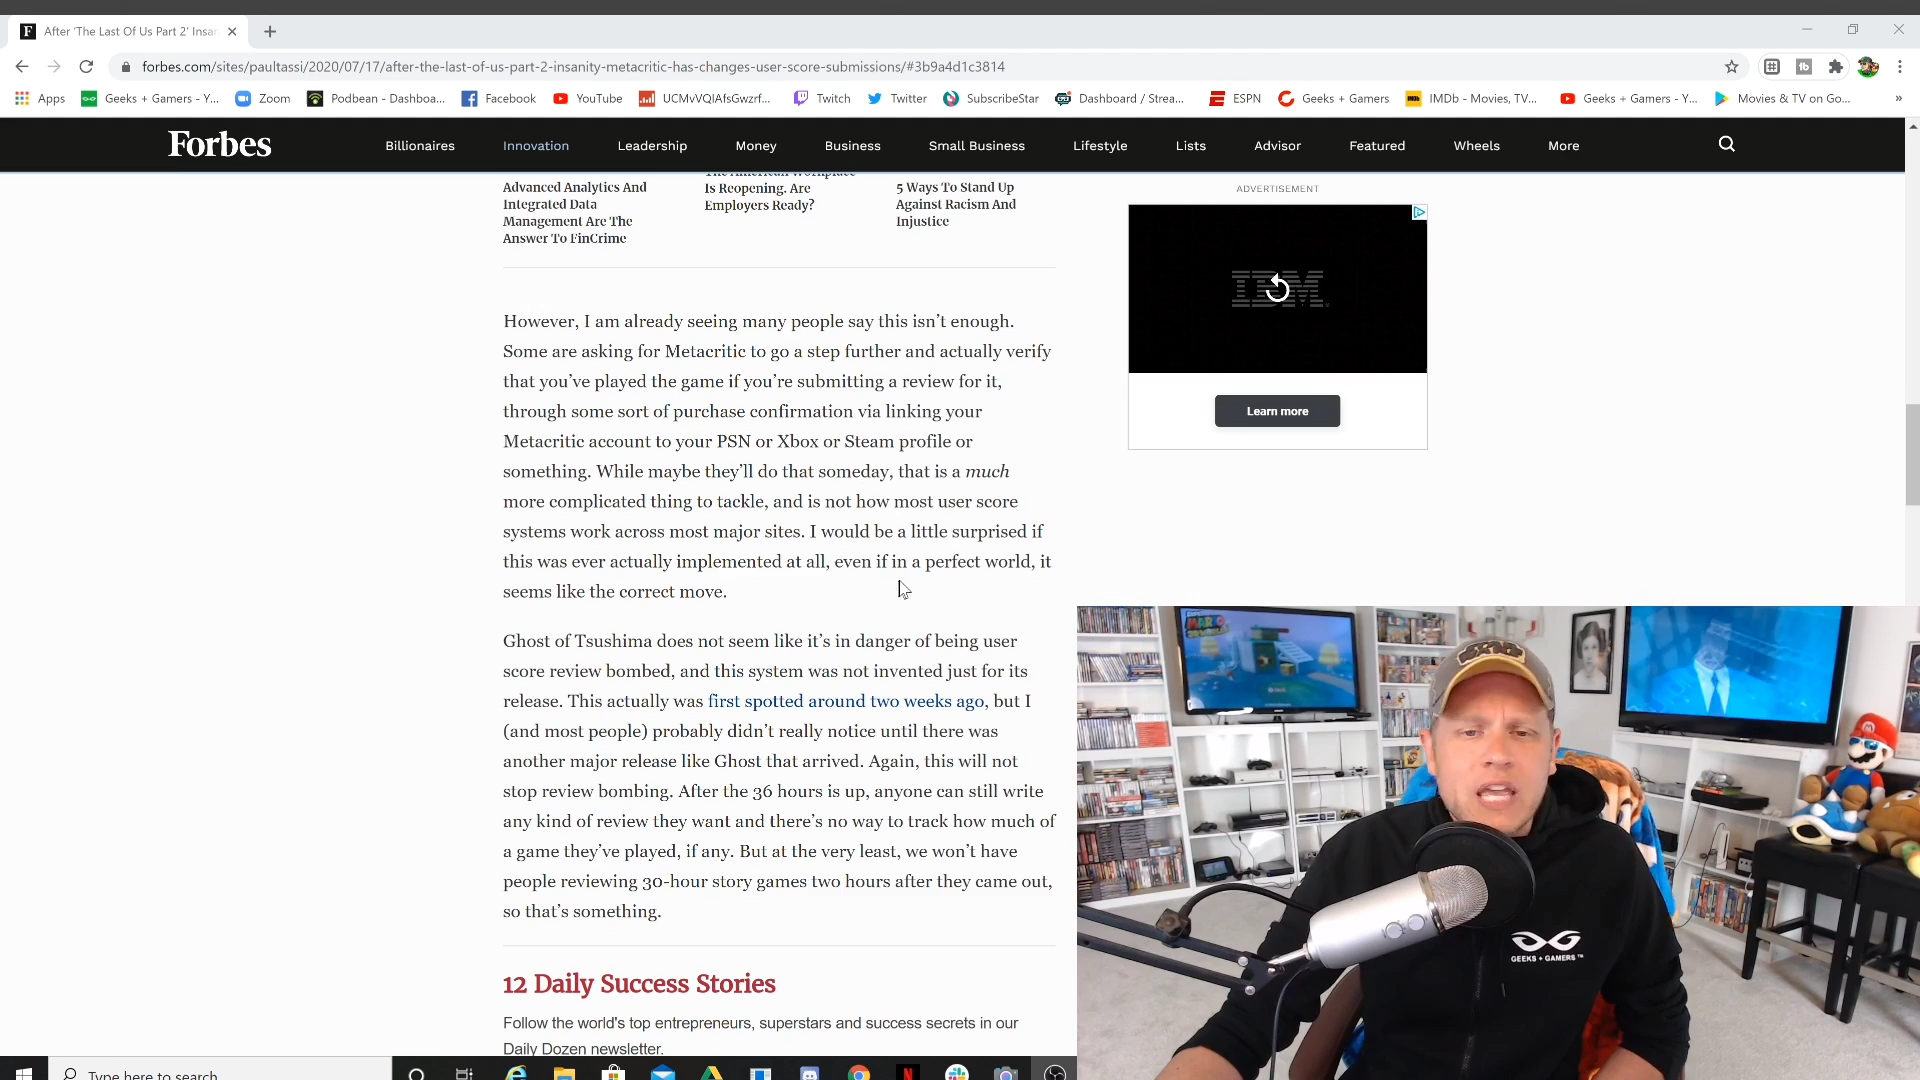 F After 'The Last Of Us Part 2' Insan
forbes.com/sites/paultassi/2020/07/17/after-the-last-of-us-part-2-insanity-metacritic-has-changes-user-score-submissions/#3b9a4d1c3814
Apps Geeks + Gamers - Y... Zoom Podbean - Dashboa... Facebook YouTube UCMvVQIAfsGwzrf... Twitch Twitter SubscribeStar Dashboard / Strea... ESPN Geeks + Gamers IMDb - Movies, TV... Geeks + Gamers - Y... Movies & TV on Go... »
Forbes Billionaires Innovation Leadership Money Business Small Business Lifestyle Lists Advisor Featured Wheels More
Advanced Analytics And
Integrated Data
Management Are The
Answer To FinCrime
The American Workplace
Is Reopening. Are
Employers Ready?
5 Ways To Stand Up
Against Racism And
Injustice
ADVERTISEMENT
IBM
Learn more
However, I am already seeing many people say this isn't enough.
Some are asking for Metacritic to go a step further and actually verify
that you've played the game if you're submitting a review for it,
through some sort of purchase confirmation via linking your
Metacritic account to your PSN or Xbox or Steam profile or
something. While maybe they'll do that someday, that is a much
more complicated thing to tackle, and is not how most user score
systems work across most major sites. I would be a little surprised if
this was ever actually implemented at all, even if in a perfect world, it
seems like the correct move.
Ghost of Tsushima does not seem like it's in danger of being user
score review bombed, and this system was not invented just for its
release. This actually was first spotted around two weeks ago, but I
(and most people) probably didn't really notice until there was
another major release like Ghost that arrived. Again, this will not
stop review bombing. After the 36 hours is up, anyone can still write
any kind of review they want and there's no way to track how much of
a game they've played, if any. But at the very least, we won't have
people reviewing 30-hour story games two hours after they came out,
so that's something.
12 Daily Success Stories
Follow the world's top entrepreneurs, superstars and success secrets in our
Daily Dozen newsletter.
MARIO
GEEKS + GAMERS ™
Type here to search